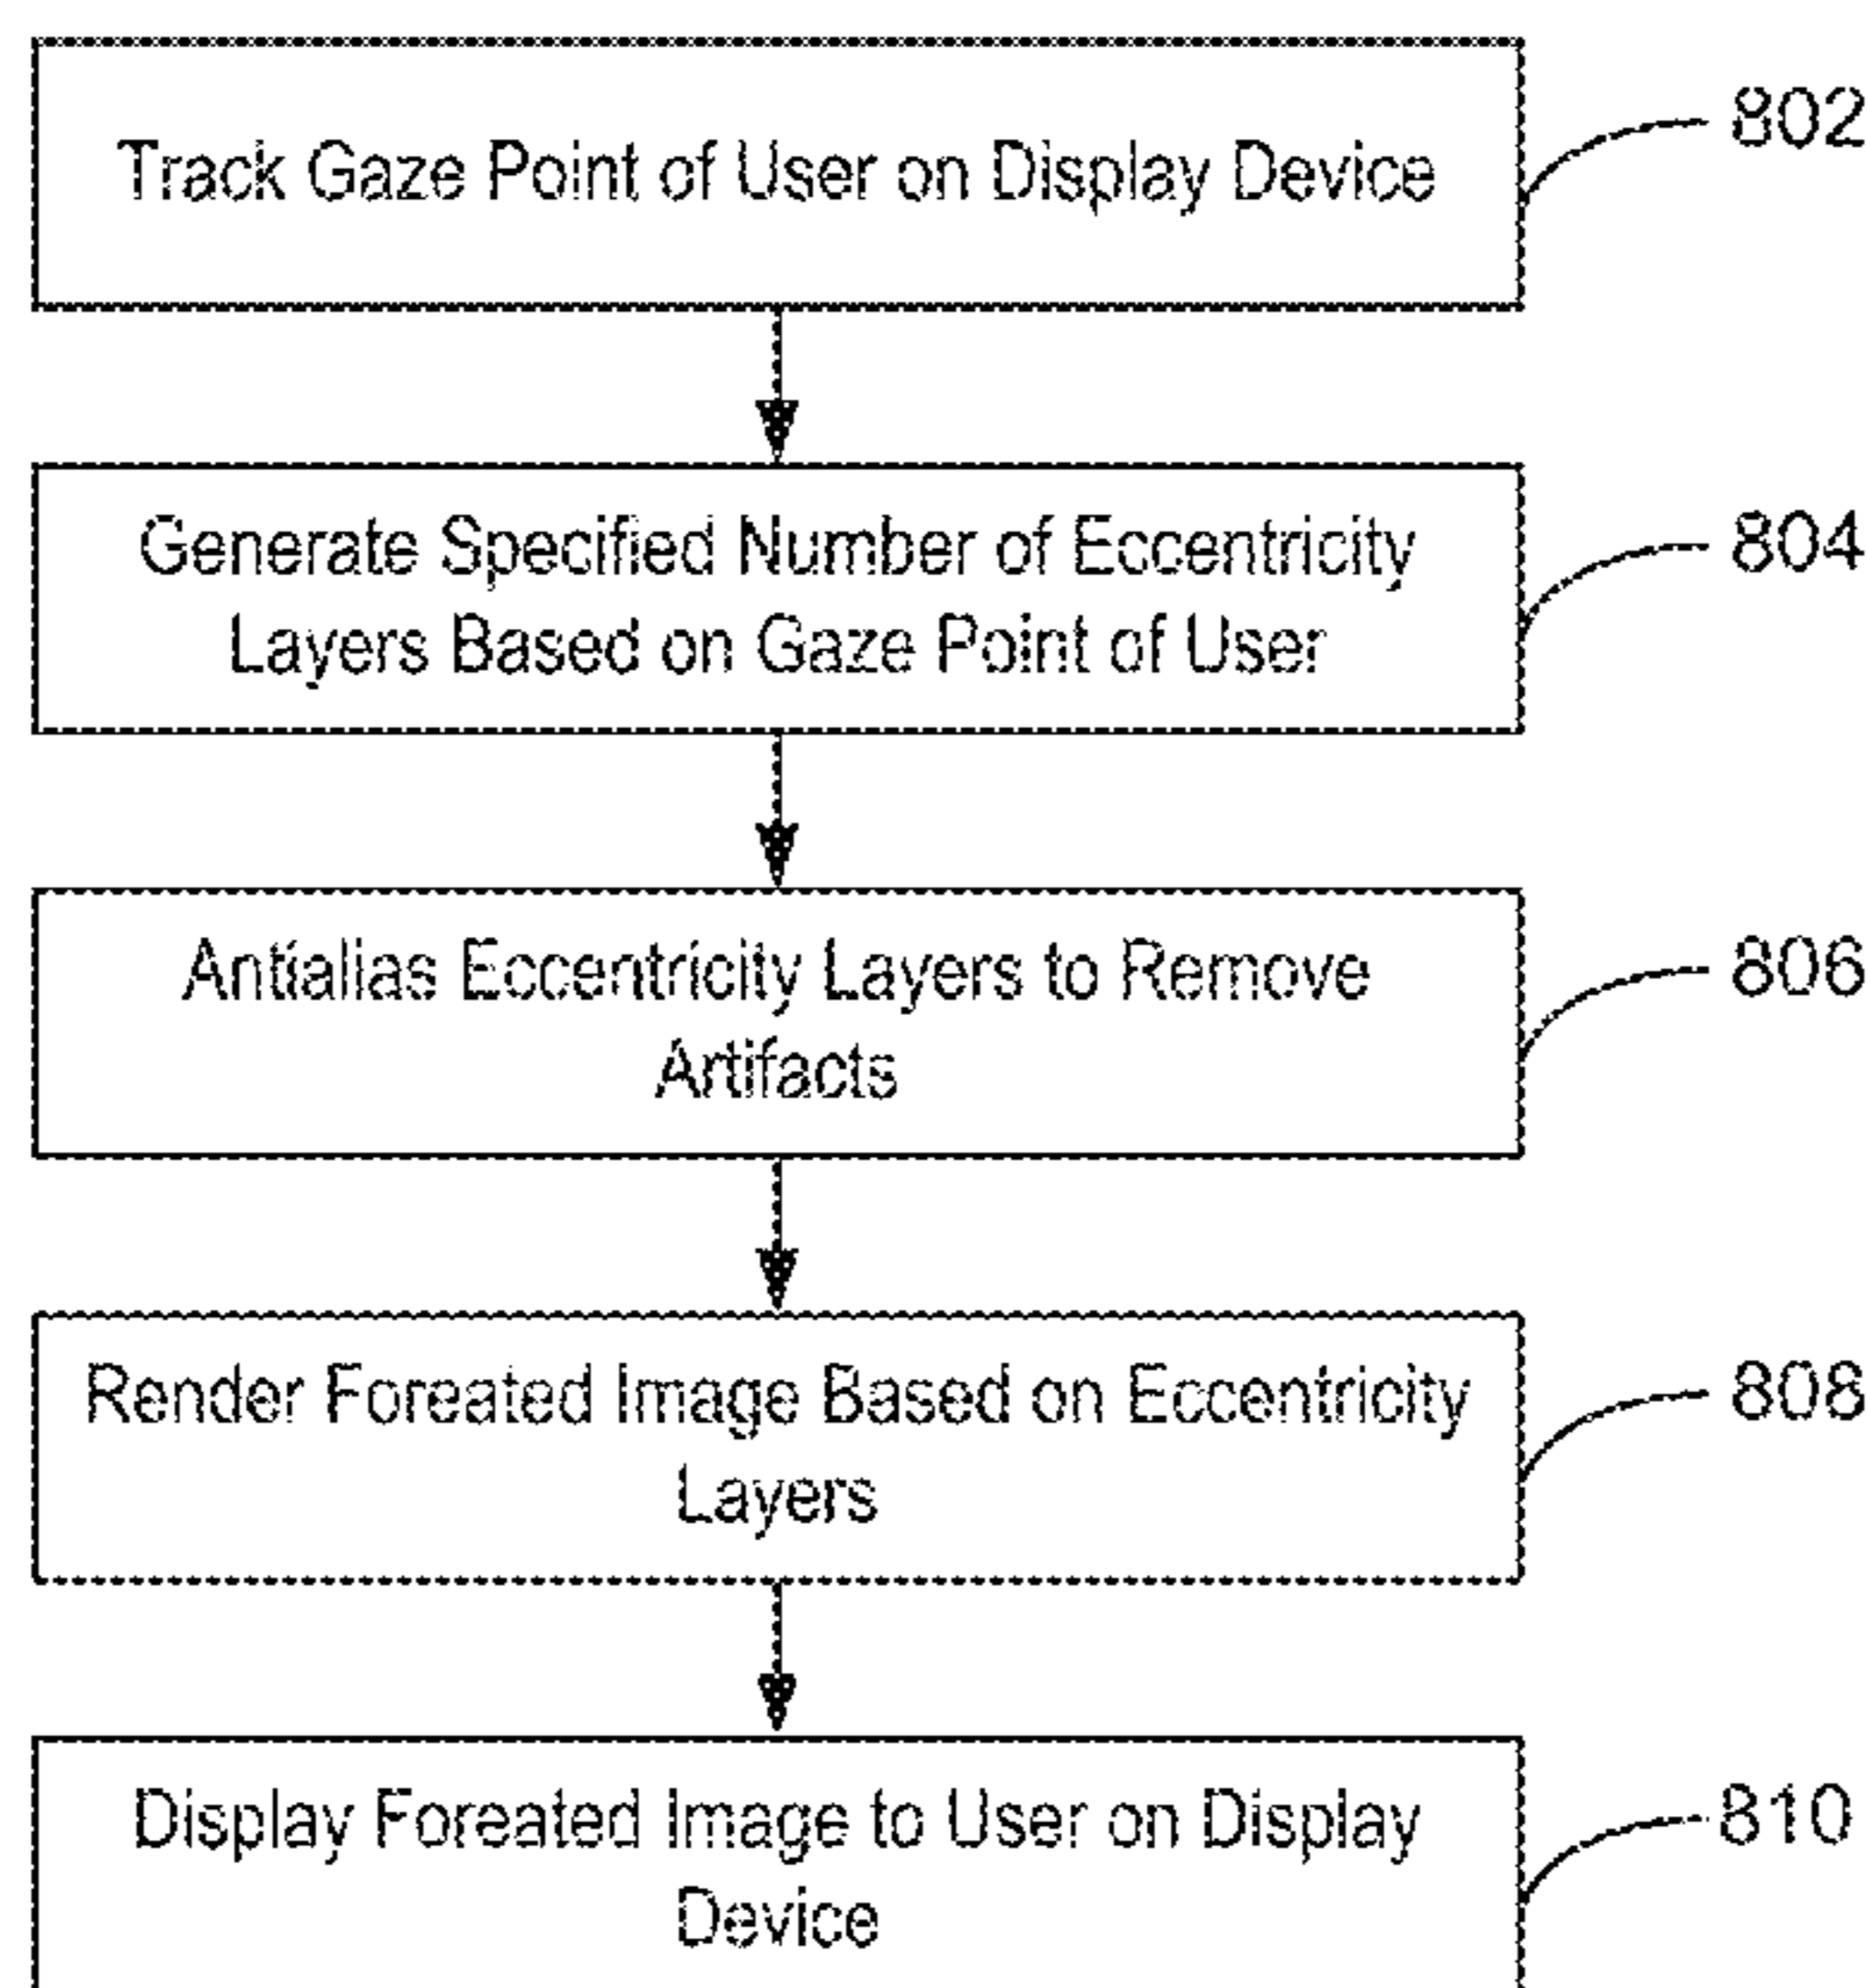 Track Gaze Point of User on Display Device
802
Generate Specified Number of Eccentricity
Layers Based on Gaze Point of User
804
Antialias Eccentricity Layers to Remove
Artifacts
806
Render Foreated Image Based on Eccentricity
Layers
808
Display Foreated Image to User on Display
Device
810